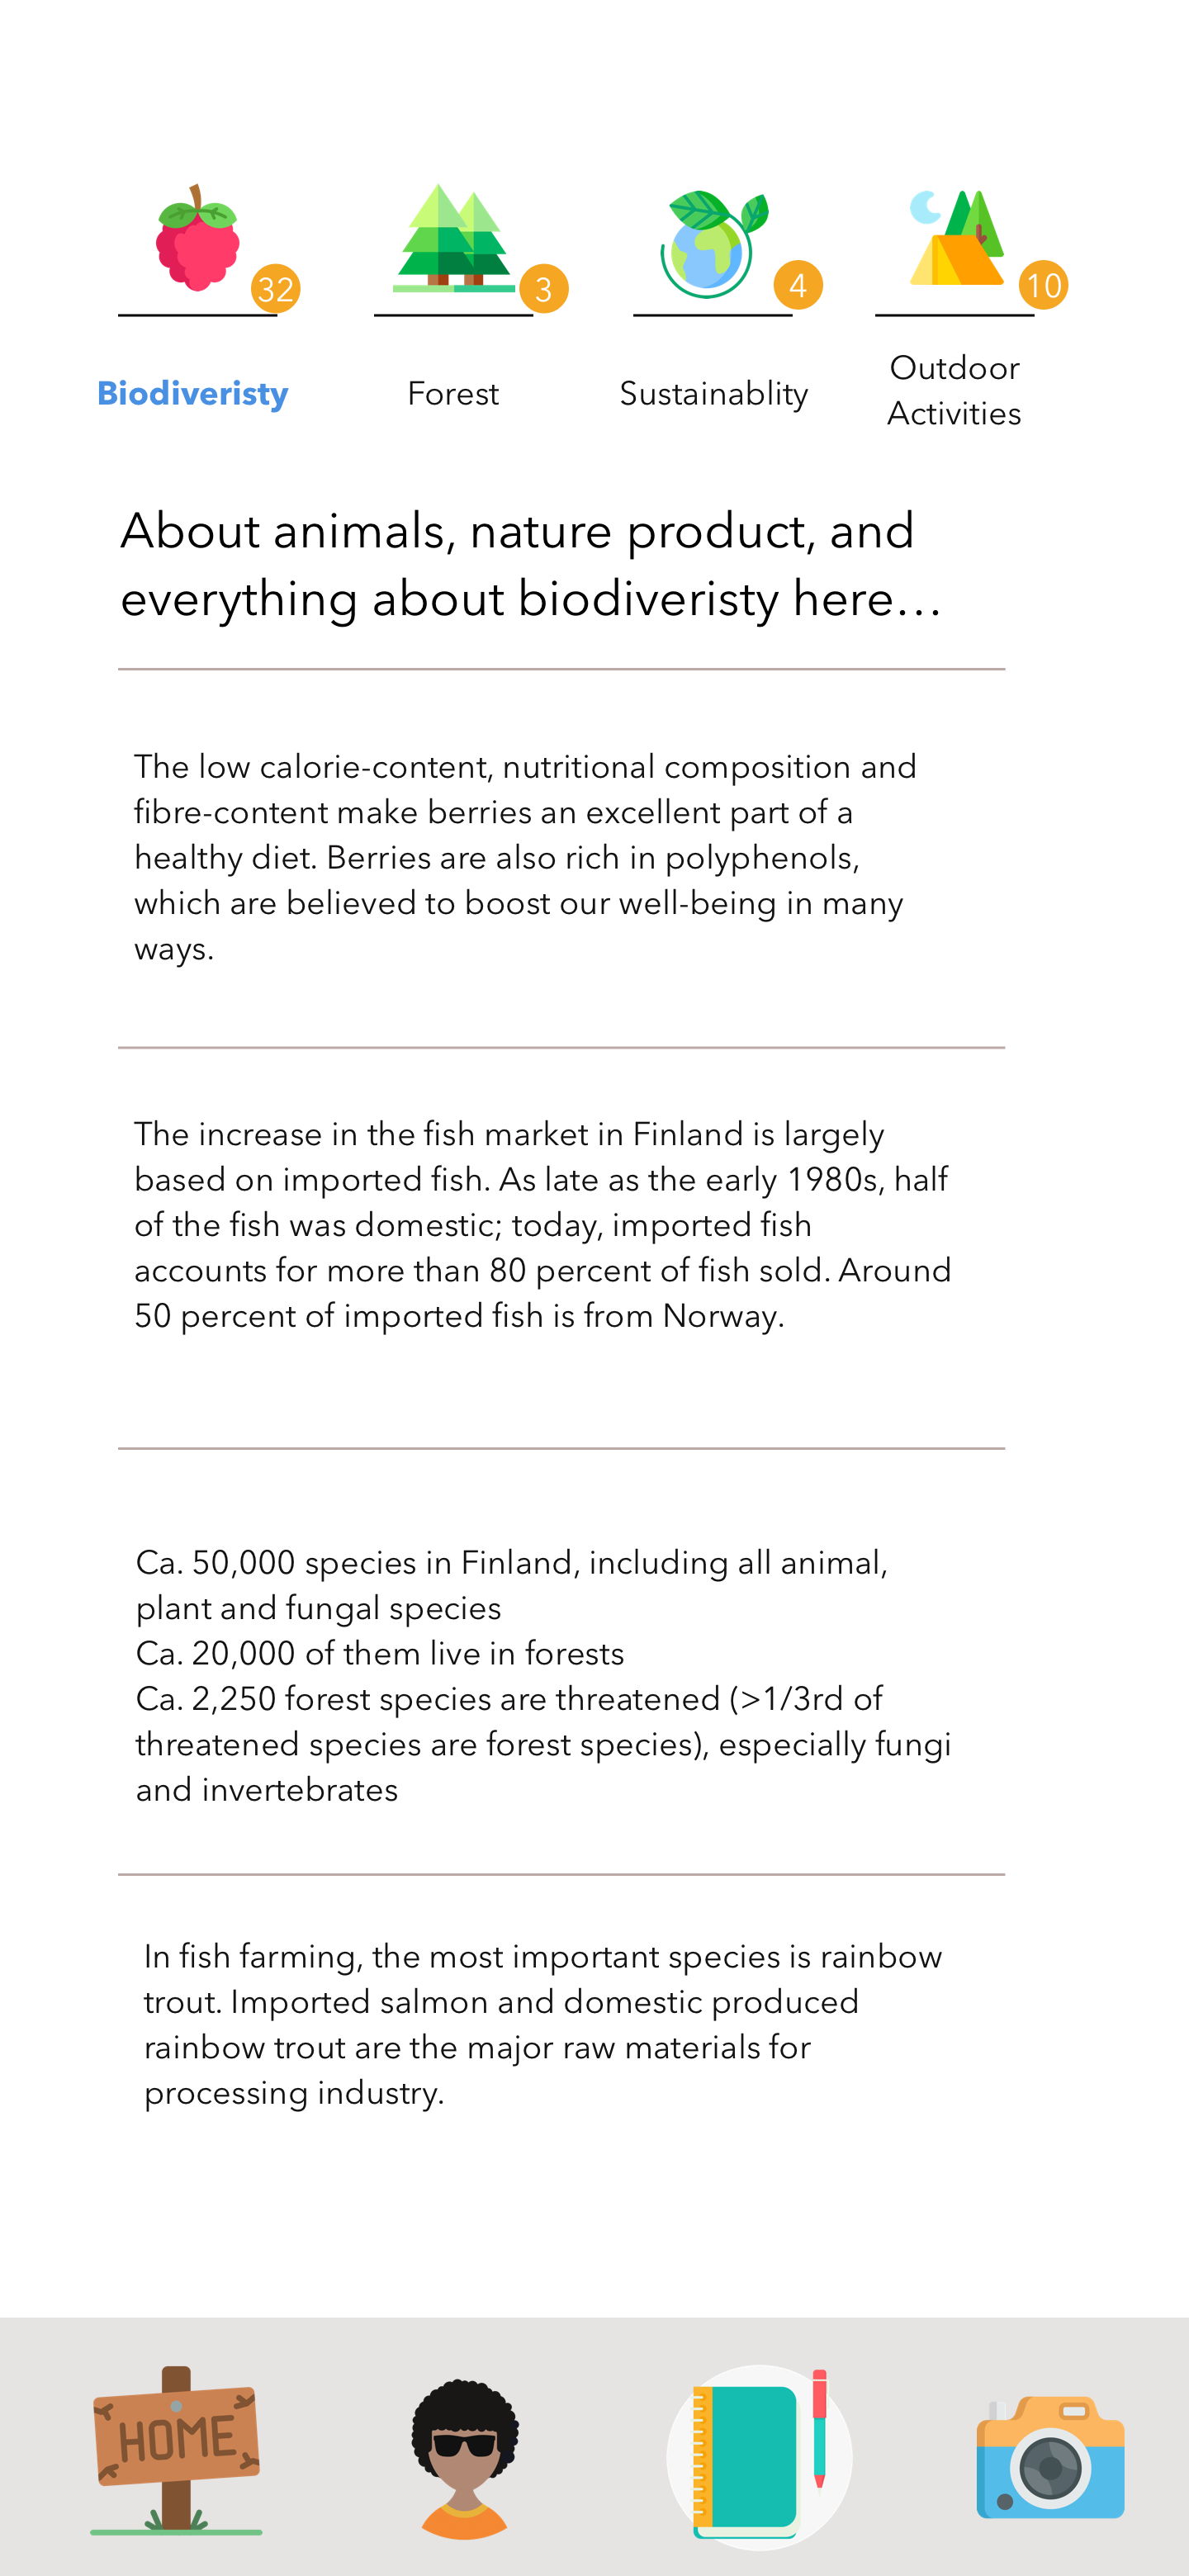 32
3
4
10
Biodiveristy
Forest
Sustainablity
Outdoor
Activities
About animals, nature product, and
everything about biodiveristy here...
The low calorie-content, nutritional composition and
fibre-content make berries an excellent part of a
healthy diet. Berries are also rich in polyphenols,
which are believed to boost our well-being in many
ways.
The increase in the fish market in Finland is largely
based on imported fish. As late as the early 1980s, half
of the fish was domestic; today, imported fish
accounts for more than 80 percent of fish sold. Around
50 percent of imported fish is from Norway.
Ca. 50,000 species in Finland, including all animal,
plant and fungal species
Ca. 20,000 of them live in forests
Ca. 2,250 forest species are threatened (>1/3rd of
threatened species are forest species), especially fungi
and invertebrates
In fish farming, the most important species is rainbow
trout. Imported salmon and domestic produced
rainbow trout are the major raw materials for
processing industry.
HOME